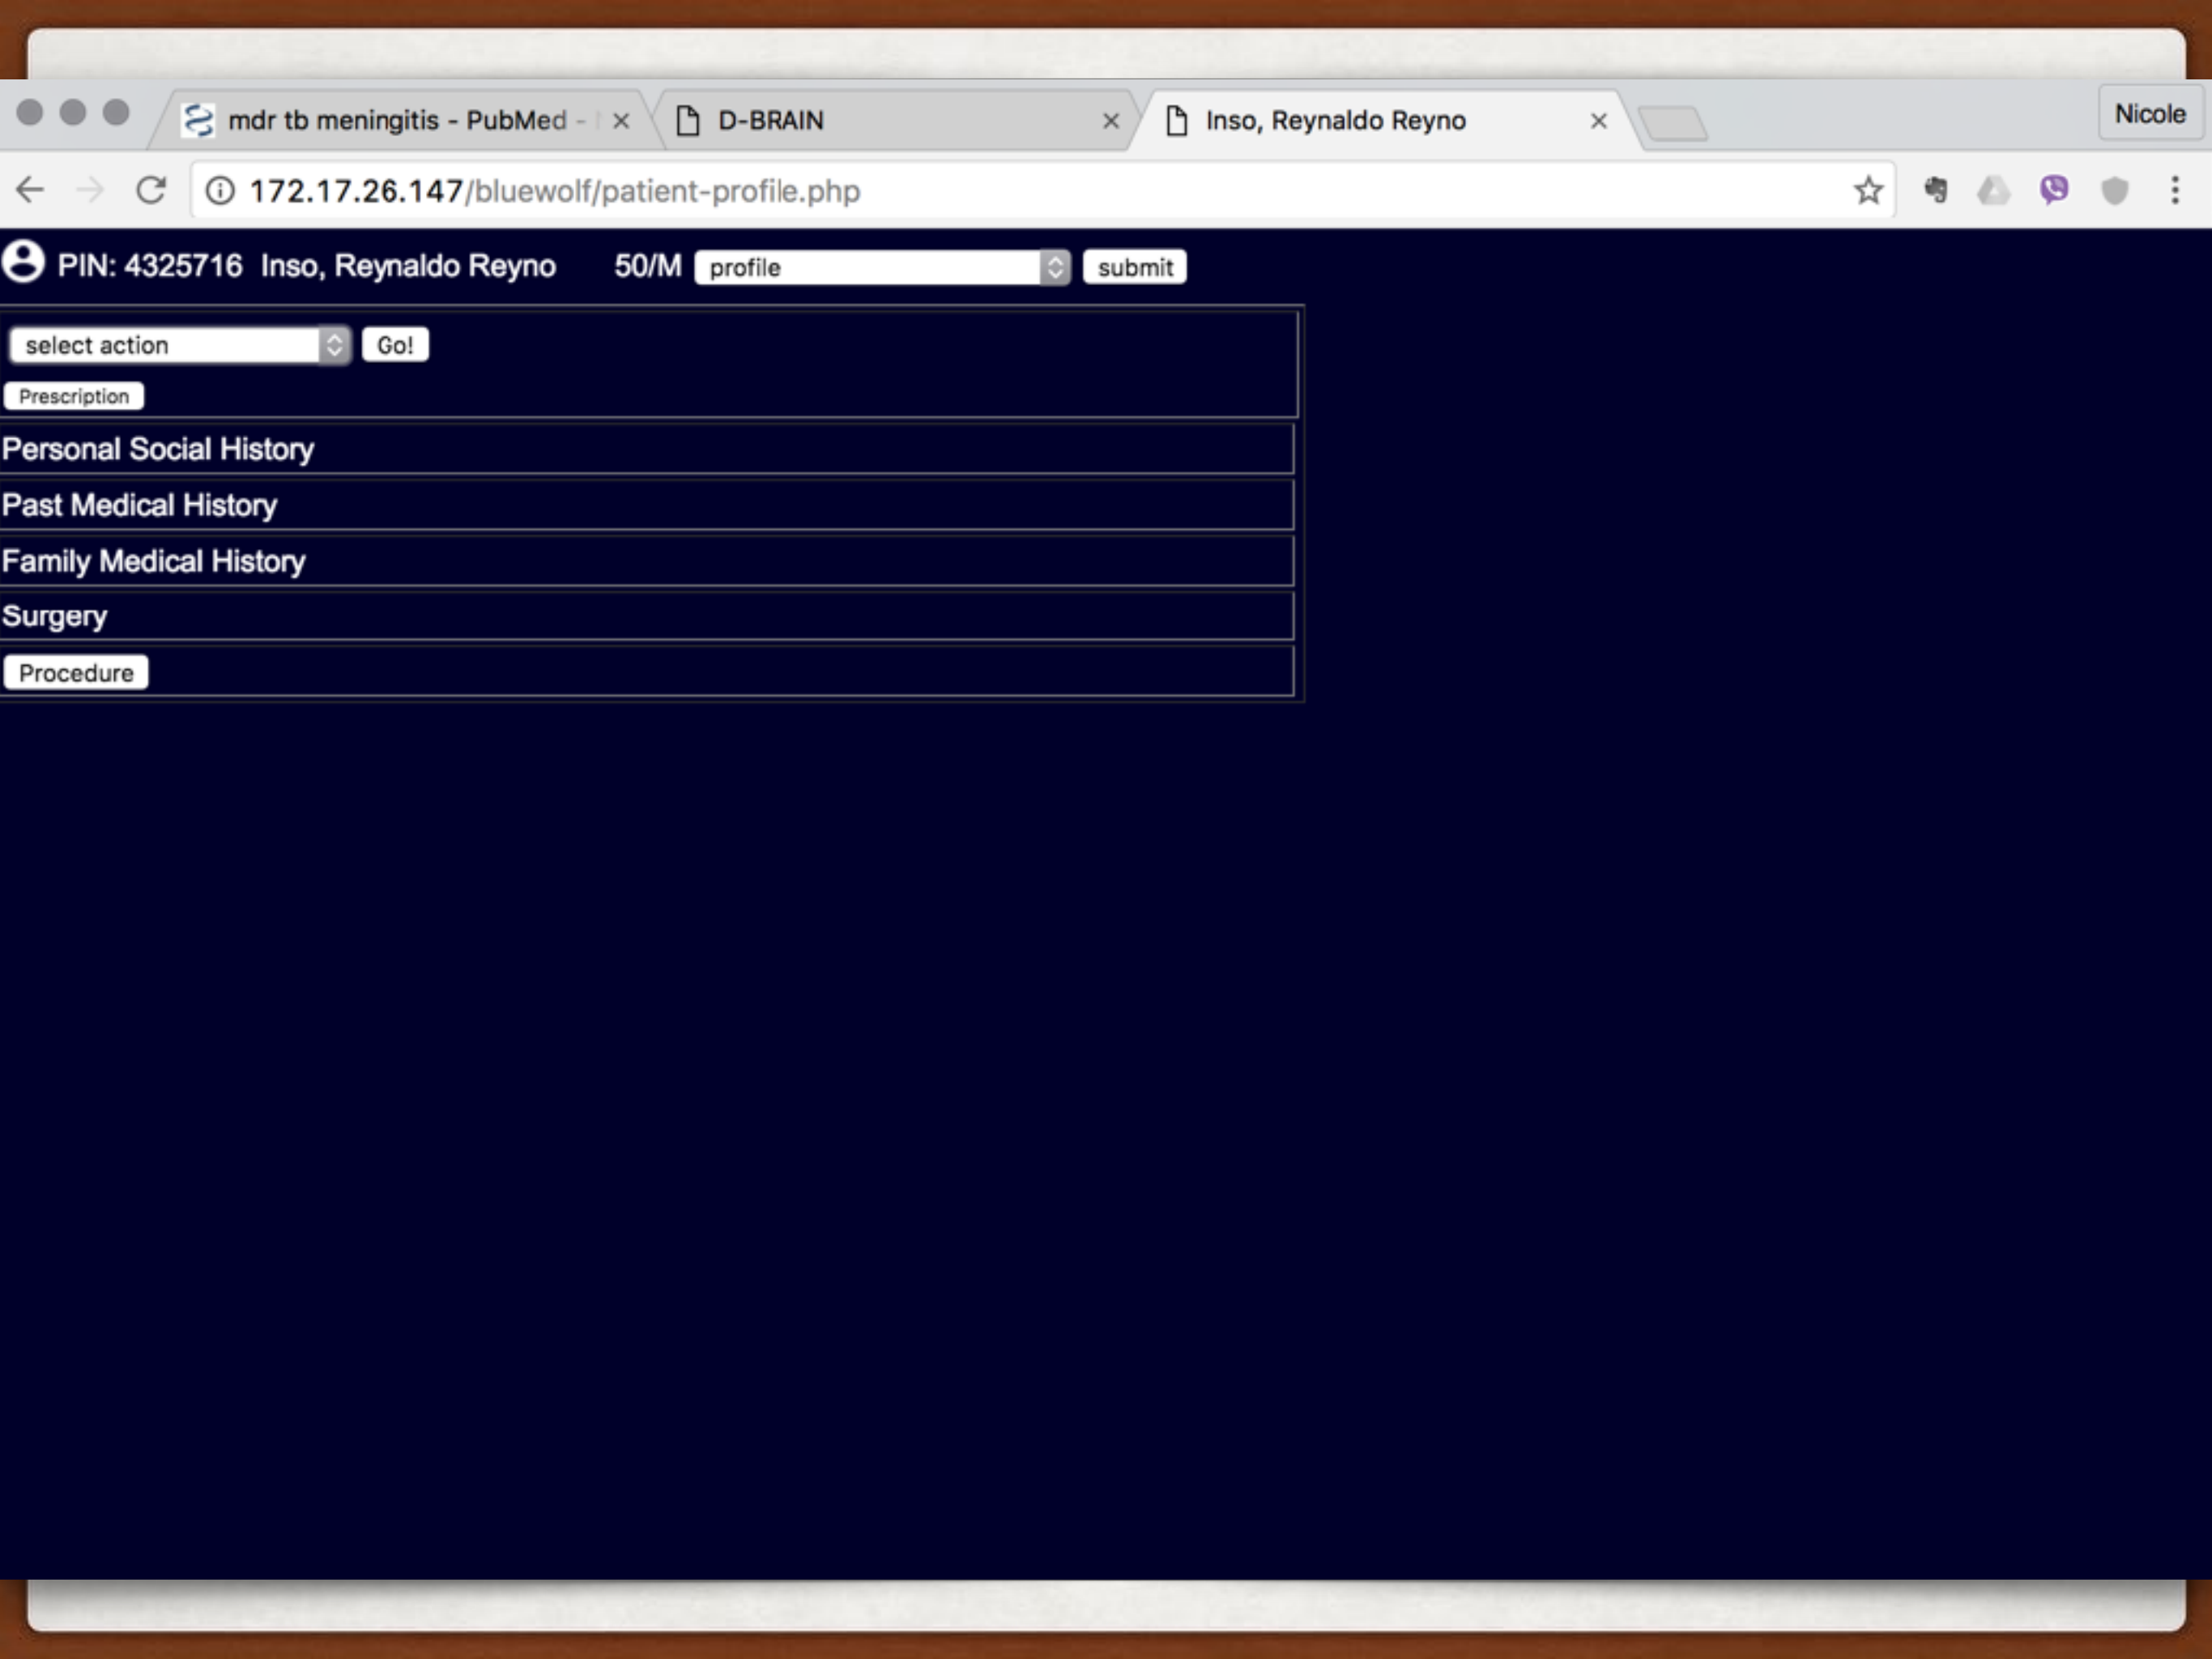 mdr tb meningitis - PubMed -
D-BRAIN
Inso, Reynaldo Reyno
Nicole
172.17.26.147/bluewolf/patient-profile.php
PIN: 4325716 Inso, Reynaldo Reyno 50/M profile submit
select action Go!
Prescription
Personal Social History
Past Medical History
Family Medical History
Surgery
Procedure